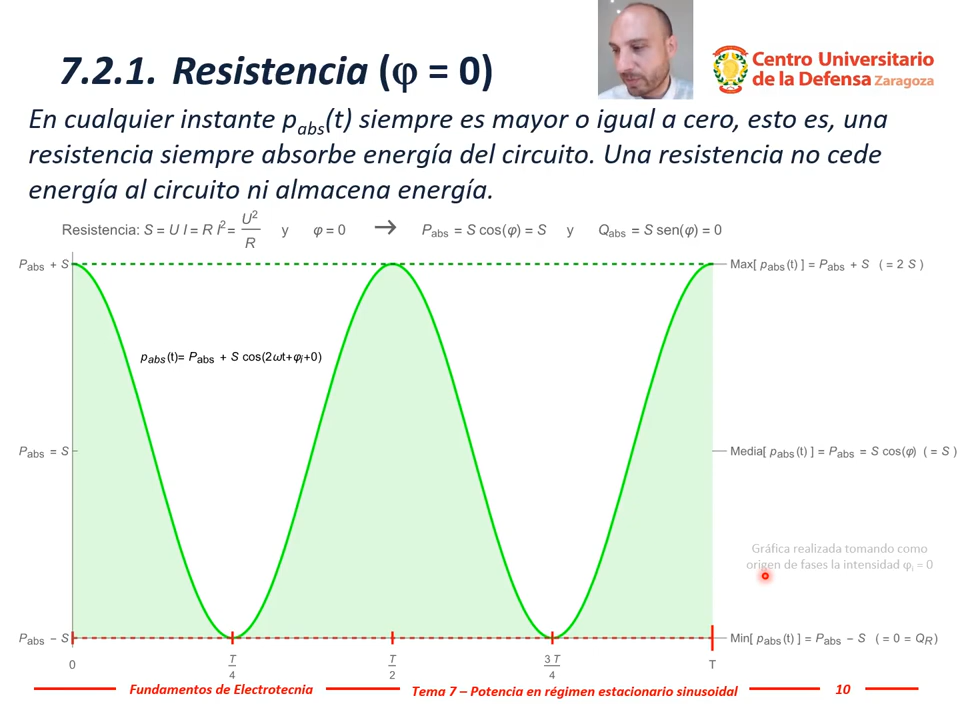 7.2.1. Resistencia (φ = 0)
Centro Universitario
de la Defensa Zaragoza
En cualquier instante pabs(t) siempre es mayor o igual a cero, esto es, una
resistencia siempre absorbe energía del circuito. Una resistencia no cede
energía al circuito ni almacena energía.
Resistencia: S = U I = R I² = U²/R y φ = 0 → Pabs = S cos(φ) = S y Qabs = S sen(φ) = 0
Pabs + S
Max[ pabs(t) ] = Pabs + S ( = 2 S )
pabs(t)= Pabs + S cos(2ωt+φI+0)
Pabs = S
Media[ pabs(t) ] = Pabs = S cos(φ) ( = S )
Gráfica realizada tomando como
origen de fases la intensidad φi = 0
Pabs − S
Min[ pabs(t) ] = Pabs − S ( = 0 = QR)
0 T/4 T/2 3T/4 T
Fundamentos de Electrotecnia Tema 7 – Potencia en régimen estacionario sinusoidal 10